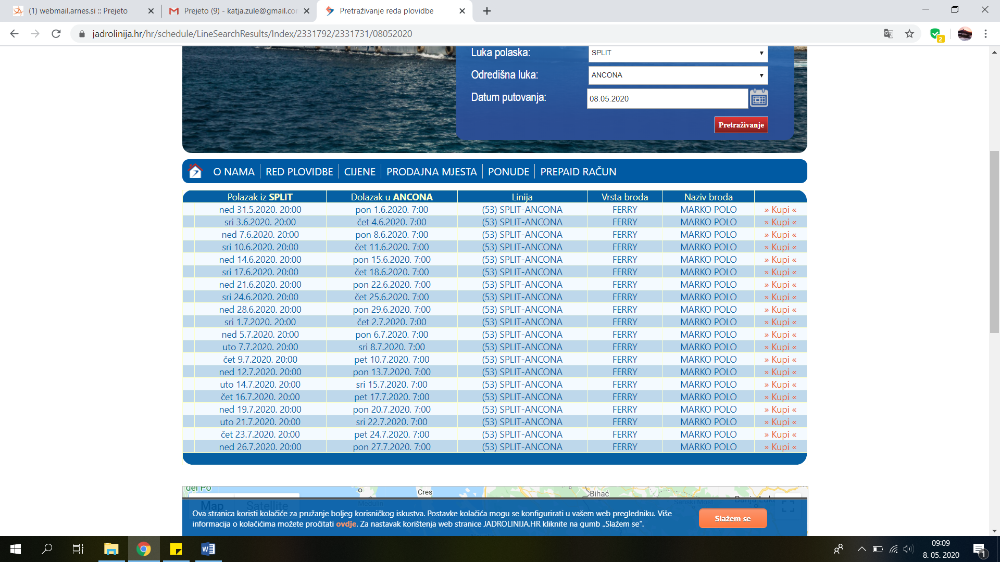 (1) webmail.arnes.si :: Prejeto
Prejeto (9) - katja.zule@gmail.co
Pretraživanje reda plovidbe
jadrolinija.hr/hr/schedule/LineSearchResults/Index/2331792/2331731/08052020
2
Luka polaska: SPLIT
Odredišna luka: ANCONA
Datum putovanja: 08.05.2020
Pretraživanje
O NAMA RED PLOVIDBE CIJENE PRODAJNA MJESTA PONUDE PREPAID RAČUN
Polazak iz SPLIT Dolazak u ANCONA Linija Vrsta broda Naziv broda
ned 31.5.2020. 20:00 pon 1.6.2020. 7:00 (53) SPLIT-ANCONA FERRY MARKO POLO » Kupi «
sri 3.6.2020. 20:00 čet 4.6.2020. 7:00 (53) SPLIT-ANCONA FERRY MARKO POLO » Kupi «
ned 7.6.2020. 20:00 pon 8.6.2020. 7:00 (53) SPLIT-ANCONA FERRY MARKO POLO » Kupi «
sri 10.6.2020. 20:00 čet 11.6.2020. 7:00 (53) SPLIT-ANCONA FERRY MARKO POLO » Kupi «
ned 14.6.2020. 20:00 pon 15.6.2020. 7:00 (53) SPLIT-ANCONA FERRY MARKO POLO » Kupi «
sri 17.6.2020. 20:00 čet 18.6.2020. 7:00 (53) SPLIT-ANCONA FERRY MARKO POLO » Kupi «
ned 21.6.2020. 20:00 pon 22.6.2020. 7:00 (53) SPLIT-ANCONA FERRY MARKO POLO » Kupi «
sri 24.6.2020. 20:00 čet 25.6.2020. 7:00 (53) SPLIT-ANCONA FERRY MARKO POLO » Kupi «
ned 28.6.2020. 20:00 pon 29.6.2020. 7:00 (53) SPLIT-ANCONA FERRY MARKO POLO » Kupi «
sri 1.7.2020. 20:00 čet 2.7.2020. 7:00 (53) SPLIT-ANCONA FERRY MARKO POLO » Kupi «
ned 5.7.2020. 20:00 pon 6.7.2020. 7:00 (53) SPLIT-ANCONA FERRY MARKO POLO » Kupi «
uto 7.7.2020. 20:00 sri 8.7.2020. 7:00 (53) SPLIT-ANCONA FERRY MARKO POLO » Kupi «
čet 9.7.2020. 20:00 pet 10.7.2020. 7:00 (53) SPLIT-ANCONA FERRY MARKO POLO » Kupi «
ned 12.7.2020. 20:00 pon 13.7.2020. 7:00 (53) SPLIT-ANCONA FERRY MARKO POLO » Kupi «
uto 14.7.2020. 20:00 sri 15.7.2020. 7:00 (53) SPLIT-ANCONA FERRY MARKO POLO » Kupi «
čet 16.7.2020. 20:00 pet 17.7.2020. 7:00 (53) SPLIT-ANCONA FERRY MARKO POLO » Kupi «
ned 19.7.2020. 20:00 pon 20.7.2020. 7:00 (53) SPLIT-ANCONA FERRY MARKO POLO » Kupi «
uto 21.7.2020. 20:00 sri 22.7.2020. 7:00 (53) SPLIT-ANCONA FERRY MARKO POLO » Kupi «
čet 23.7.2020. 20:00 pet 24.7.2020. 7:00 (53) SPLIT-ANCONA FERRY MARKO POLO » Kupi «
ned 26.7.2020. 20:00 pon 27.7.2020. 7:00 (53) SPLIT-ANCONA FERRY MARKO POLO » Kupi «
del Po
Cres
Bihać
Map Satellite
Medulin
Sanski Most
Banja Luka
Ova stranica koristi kolačiće za pružanje boljeg korisničkog iskustva. Postavke kolačića mogu se konfigurirati u vašem web pregledniku. Više
informacija o kolačićima možete pročitati ovdje. Za nastavak korištenja web stranice JADROLINIJA.HR kliknite na gumb „Slažem se“.
Slažem se
09:09
8. 05. 2020
1